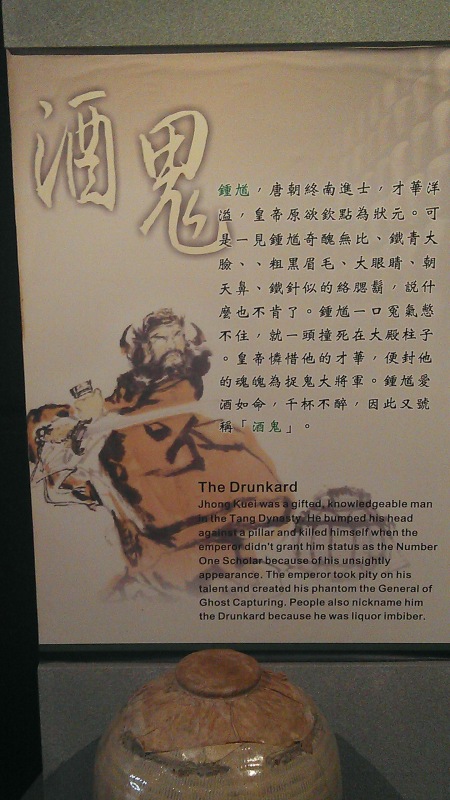 酒鬼
鍾馗，唐朝終南進士，才華洋
溢，皇帝原欲欽點為狀元。可
是一見鍾馗奇醜無比、鐵青大
臉、、粗黑眉毛、大眼睛、朝
天鼻、鐵針似的絡腮鬍，說什
麼也不肯了。鍾馗一口冤氣憋
不住，就一頭撞死在大殿柱子
。皇帝憐惜他的才華，便封他
的魂魄為捉鬼大將軍。鍾馗愛
酒如命，千杯不醉，因此又號
稱「酒鬼」。
The Drunkard
Jhong Kuei was a gifted, knowledgeable man
in the Tang Dynasty. He bumped his head
against a pillar and killed himself when the
emperor didn't grant him status as the Number
One Scholar because of his unsightly
appearance. The emperor took pity on his
talent and created his phantom the General of
Ghost Capturing. People also nickname him
the Drunkard because he was liquor imbiber.